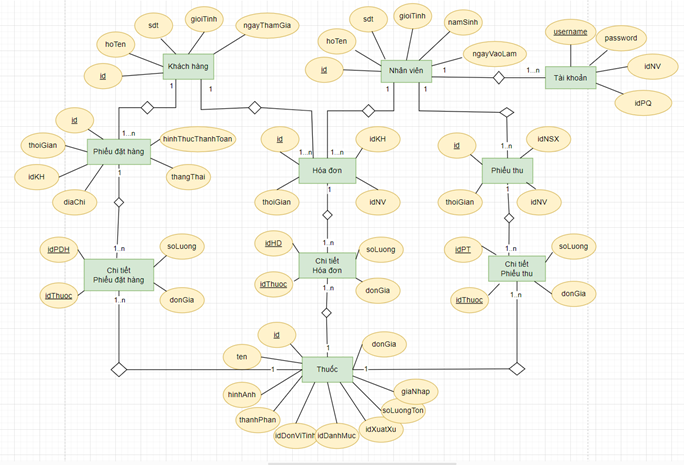 sdt
gioiTinh
ngayThamGia
hoTen
id
Khách hàng
1
1
sdt
gioiTinh
namSinh
hoTen
ngayVaoLam
id
Nhân viên
1
1
1
1...n
username
password
idNV
Tài khoản
idPQ
id
1...n
hinhThucThanhToan
thoiGian
Phiếu đặt hàng
idKH
thangThai
diaChi
1
id
1...n
1...n
idKH
Hóa đơn
thoiGian
idNV
1
id
1...n
idNSX
Phiếu thu
thoiGian
idNV
1
idPDH
1..n
soLuong
Chi tiết
Phiếu đặt hàng
idThuoc
donGia
1..n
idHD
1..n
soLuong
Chi tiết
Hóa đơn
idThuoc
donGia
1..n
idPT
1..n
soLuong
Chi tiết
Phiếu thu
idThuoc
donGia
1..n
id
1
donGia
ten
1
Thuốc
1
hinhAnh
giaNhap
thanhPhan
soLuongTon
idDonViTinh
idDanhMuc
idXuatXu